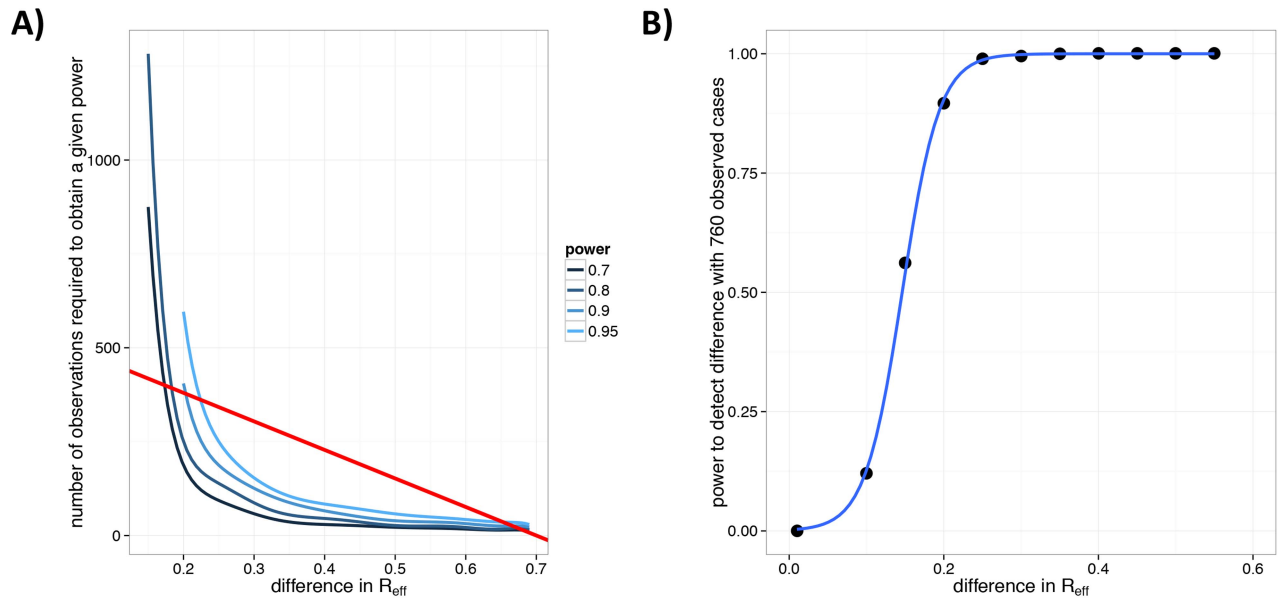 A)
number of observations required to obtain a given power
1000
500
0
0.2 0.3 0.4 0.5 0.6 0.7
difference in R_eff
power
0.7
0.8
0.9
0.95
B)
power to detect difference with 760 observed cases
1.00
0.75
0.50
0.25
0.00
0.0 0.2 0.4 0.6
difference in R_eff